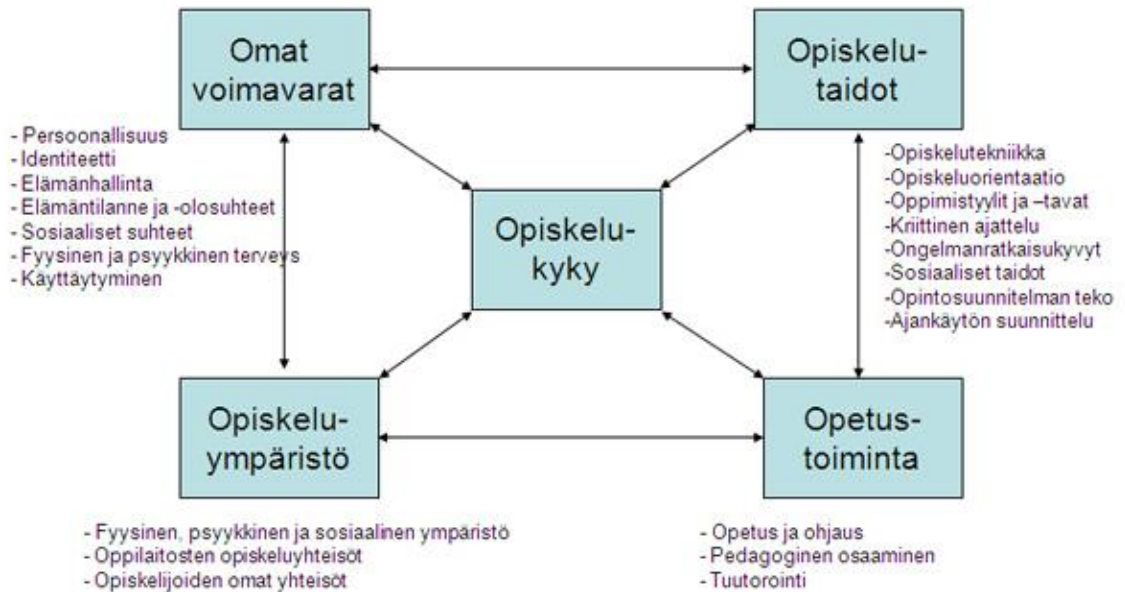 Omat
voimavarat
Opiskelu-
taidot
- Persoonallisuus
- Identiteetti
- Elämänhallinta
- Elämäntilanne ja -olosuhteet
- Sosiaaliset suhteet
- Fyysinen ja psyykkinen terveys
- Käyttäytyminen
Opiskelu-
kyky
-Opiskelutekniikka
-Opiskeluorientaatio
-Oppimistyylit ja –tavat
-Kriittinen ajattelu
-Ongelmanratkaisukyvyt
-Sosiaaliset taidot
-Opintosuunnitelman teko
-Ajankäytön suunnittelu
Opiskelu-
ympäristö
Opetus-
toiminta
- Fyysinen, psyykkinen ja sosiaalinen ympäristö
- Oppilaitosten opiskeluyhteisöt
- Opiskelijoiden omat yhteisöt
- Opetus ja ohjaus
- Pedagoginen osaaminen
- Tuutorointi